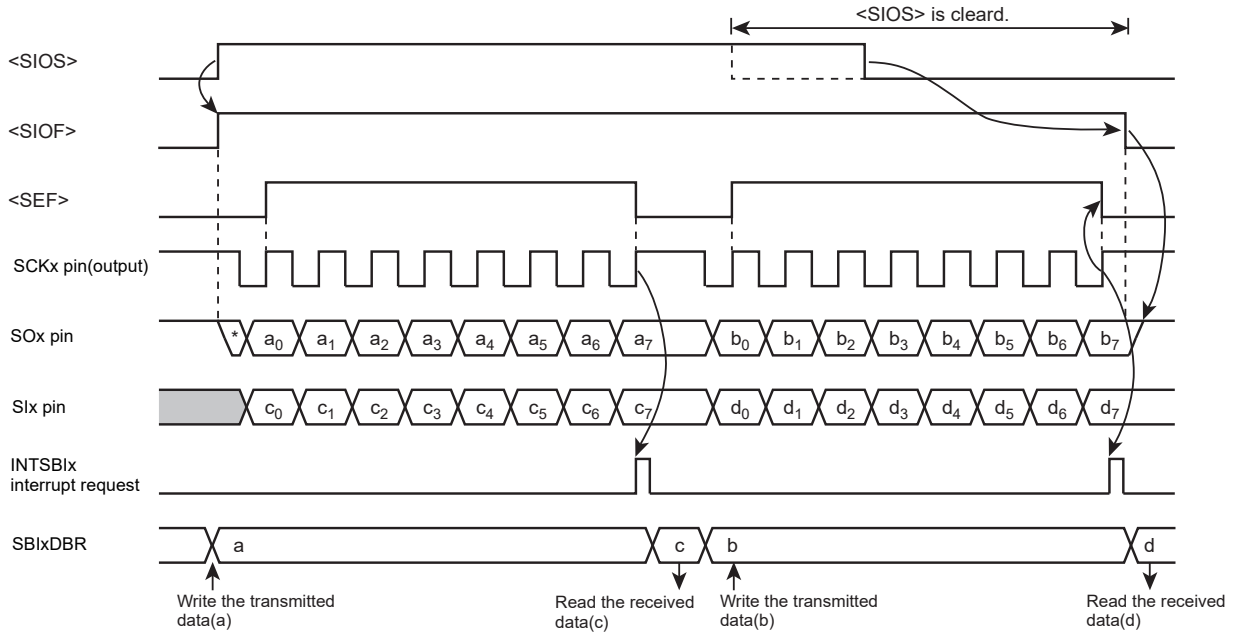 <SIOS> is cleard.
<SIOS>
<SIOF>
<SEF>
SCKx pin(output)
SOx pin
* a0 a1 a2 a3 a4 a5 a6 a7 b0 b1 b2 b3 b4 b5 b6 b7
SIx pin
c0 c1 c2 c3 c4 c5 c6 c7 d0 d1 d2 d3 d4 d5 d6 d7
INTSBIx
interrupt request
SBIxDBR
a c b d
Write the transmitted
data(a)
Read the received
data(c)
Write the transmitted
data(b)
Read the received
data(d)